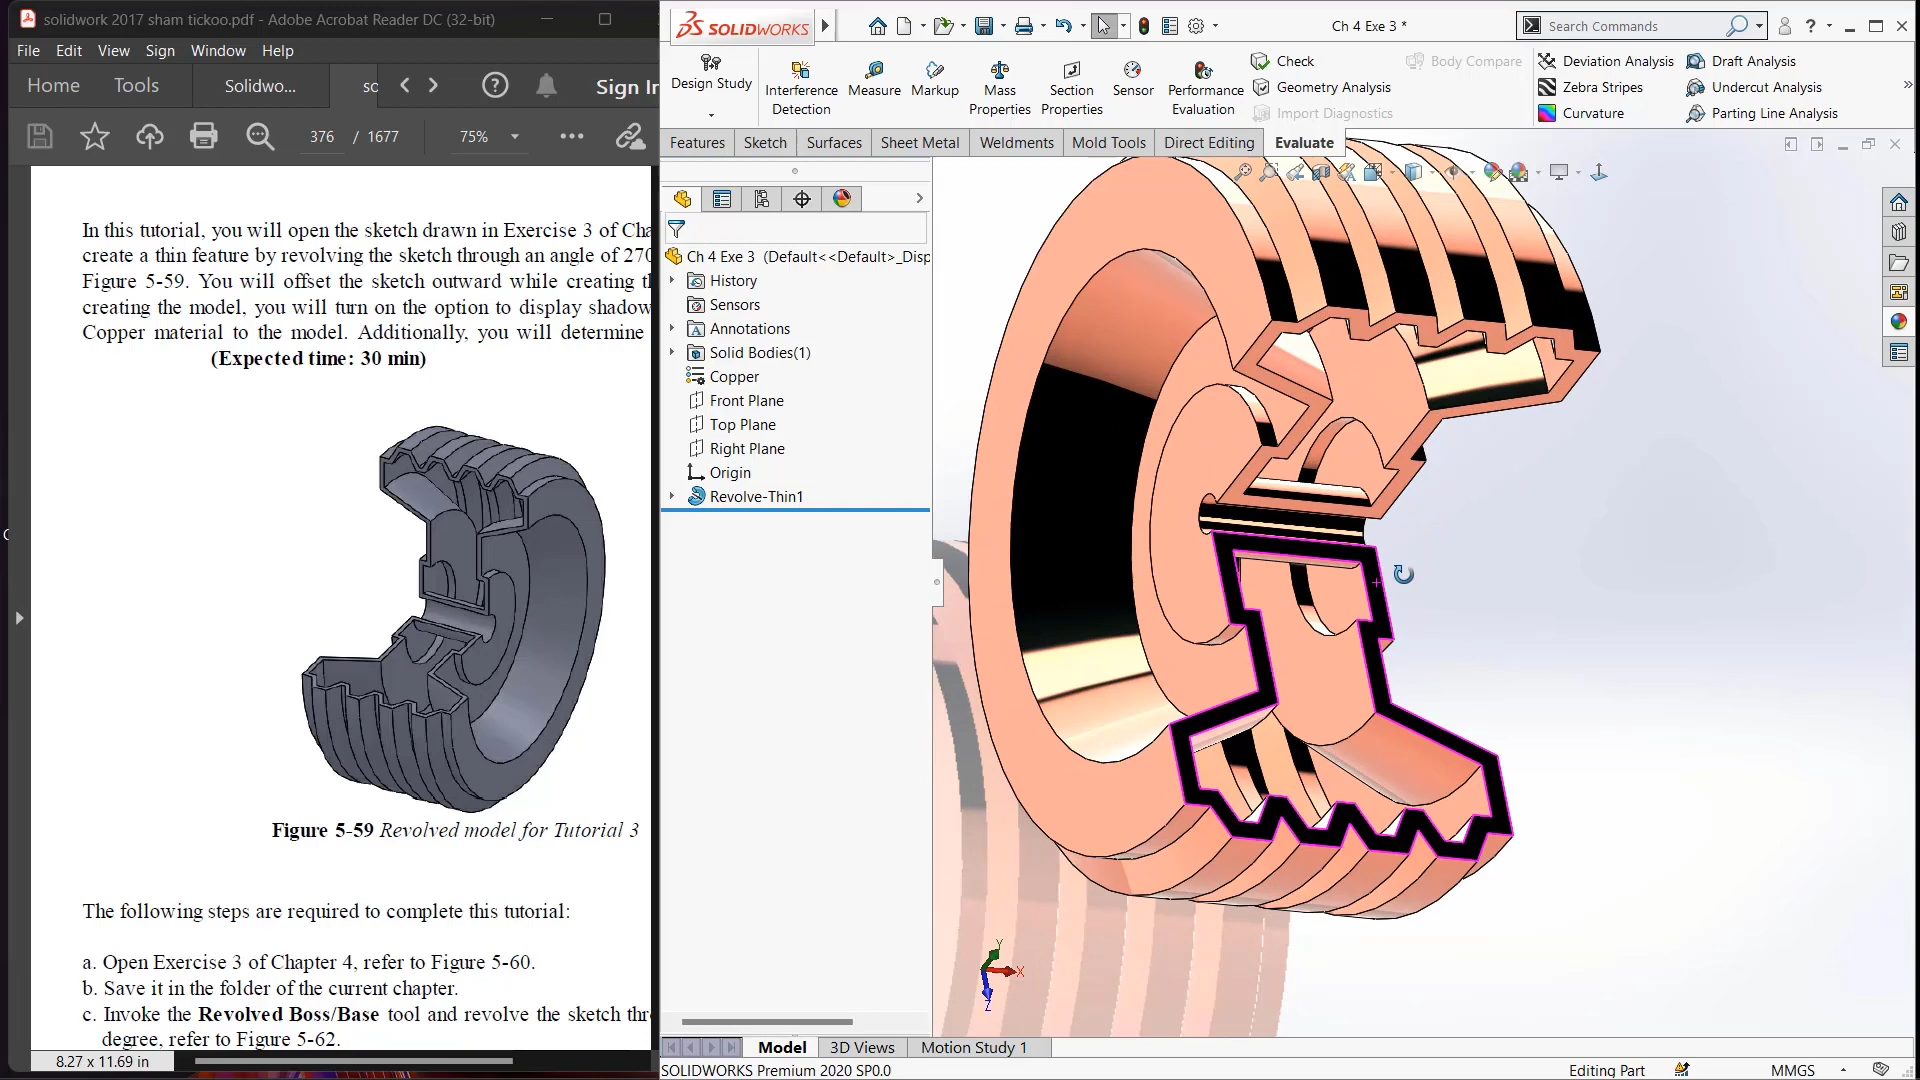 solidwork 2017 sham tickoo.pdf - Adobe Acrobat Reader DC (32-bit)
File Edit View Sign Window Help
Home Tools Solidwo... so Sign In
376 / 1677 75%
In this tutorial, you will open the sketch drawn in Exercise 3 of Cha
create a thin feature by revolving the sketch through an angle of 270
Figure 5-59. You will offset the sketch outward while creating t
creating the model, you will turn on the option to display shadow
Copper material to the model. Additionally, you will determine
(Expected time: 30 min)
Figure 5-59 Revolved model for Tutorial 3
The following steps are required to complete this tutorial:
a. Open Exercise 3 of Chapter 4, refer to Figure 5-60.
b. Save it in the folder of the current chapter.
c. Invoke the Revolved Boss/Base tool and revolve the sketch thr
degree, refer to Figure 5-62.
8.27 x 11.69 in
SOLIDWORKS
Ch 4 Exe 3 *
Search Commands
Design Study
Interference Detection
Measure
Markup
Mass Properties
Section Properties
Sensor
Performance Evaluation
Check
Geometry Analysis
Import Diagnostics
Body Compare
Deviation Analysis
Zebra Stripes
Curvature
Draft Analysis
Undercut Analysis
Parting Line Analysis
Features Sketch Surfaces Sheet Metal Weldments Mold Tools Direct Editing Evaluate
Ch 4 Exe 3 (Default<<Default>_Disp
History
Sensors
Annotations
Solid Bodies(1)
Copper
Front Plane
Top Plane
Right Plane
Origin
Revolve-Thin1
Y
X
Z
Model 3D Views Motion Study 1
SOLIDWORKS Premium 2020 SP0.0
Editing Part MMGS